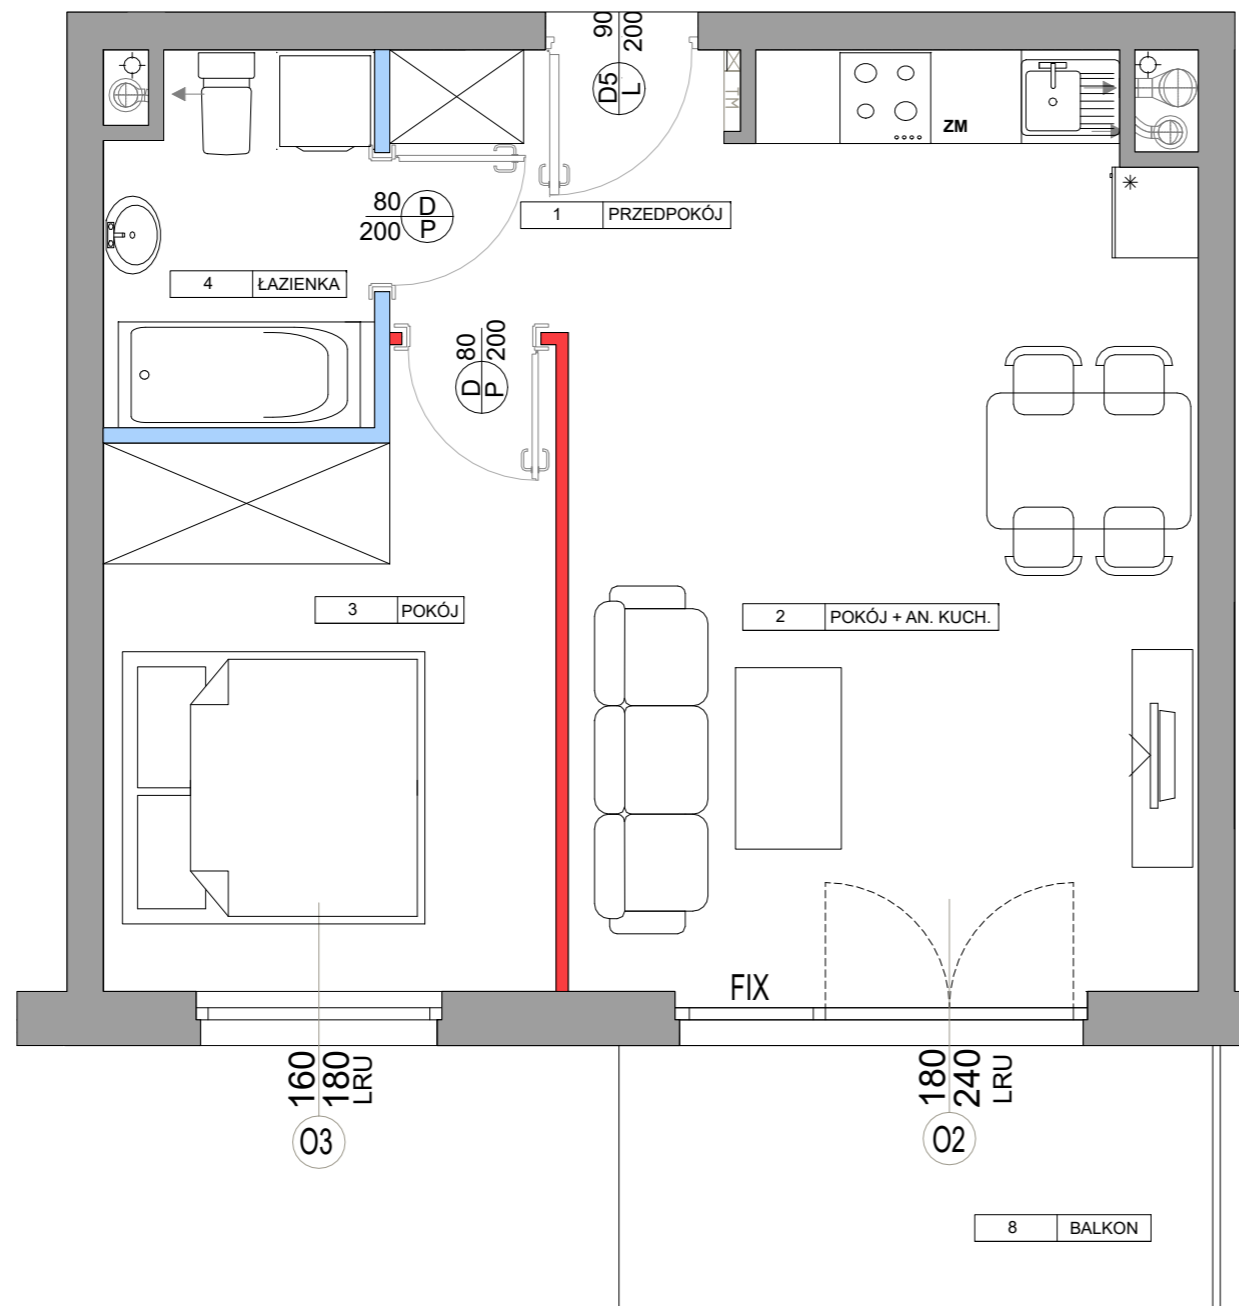 90
200
D5
L
TM
ZM
80
200
D
P
1 PRZEDPOKÓJ
4 ŁAZIENKA
80
200
D
P
3 POKÓJ
2 POKÓJ + AN. KUCH.
FIX
160
180
LRU
O3
180
240
LRU
O2
8 BALKON